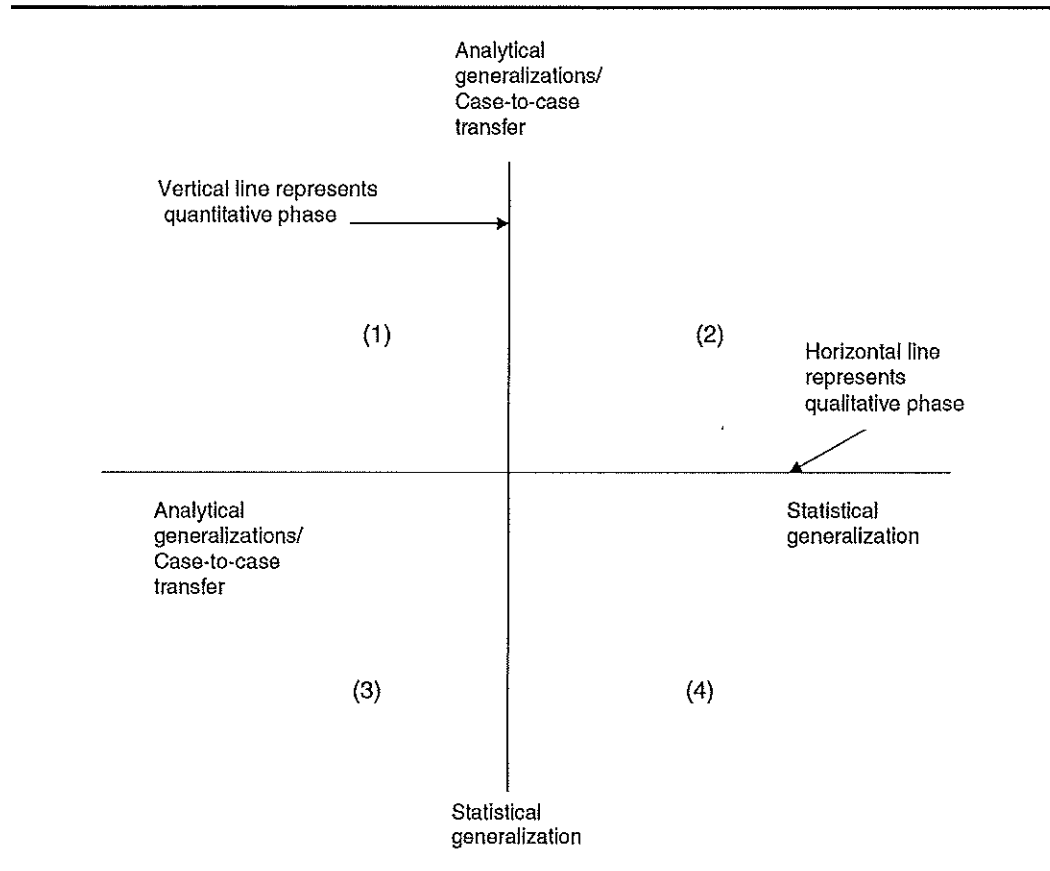 Analytical
generalizations/
Case-to-case
transfer
Vertical line represents
quantitative phase
(1)
(2)
Horizontal line
represents
qualitative phase
Analytical
generalizations/
Case-to-case
transfer
Statistical
generalization
(3)
(4)
Statistical
generalization